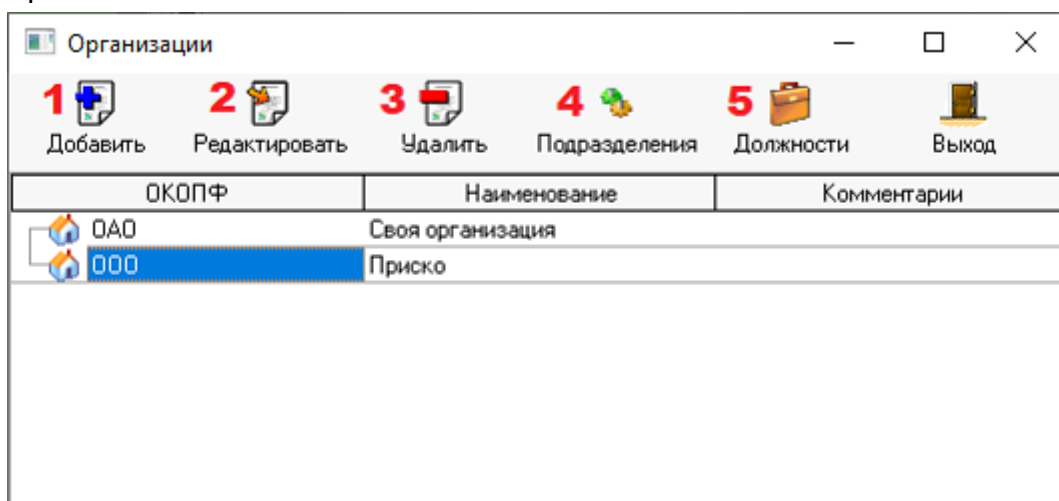 Организации
1 2 3 4 5
Добавить Редактировать Удалить Подразделения Должности Выход
ОКОПФ Наименование Комментарии
ОАО Своя организация
ООО Приско